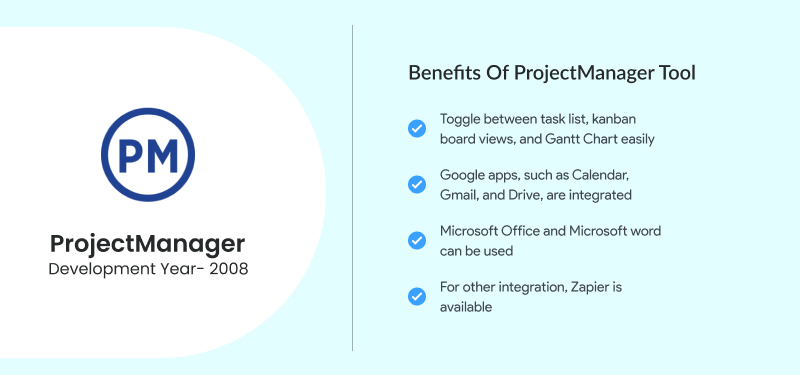 PM
ProjectManager
Development Year- 2008
Benefits Of ProjectManager Tool
Toggle between task list, kanban
board views, and Gantt Chart easily
Google apps, such as Calendar,
Gmail, and Drive, are integrated
Microsoft Office and Microsoft word
can be used
For other integration, Zapier is
available